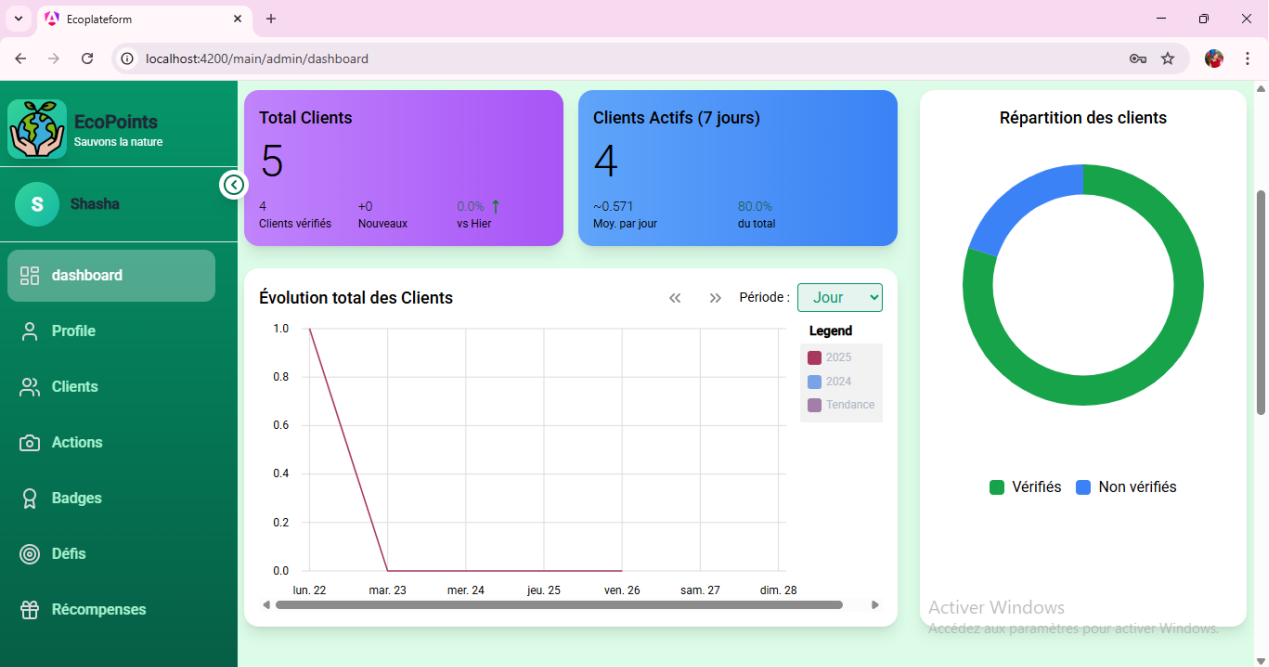 Ecoplateform
localhost:4200/main/admin/dashboard
EcoPoints
Sauvons la nature
S
Shasha
dashboard
Profile
Clients
Actions
Badges
Défis
Récompenses
Total Clients
5
4 +0 0.0% ↑
Clients vérifiés Nouveaux vs Hier
Clients Actifs (7 jours)
4
~0.571 80.0%
Moy. par jour du total
Évolution total des Clients
Période : Jour
Legend
2025
2024
Tendance
1.0
0.8
0.6
0.4
0.2
0.0
lun. 22 mar. 23 mer. 24 jeu. 25 ven. 26 sam. 27 dim. 28
Répartition des clients
Vérifiés Non vérifiés
Activer Windows
Accédez aux paramètres pour activer Windows.